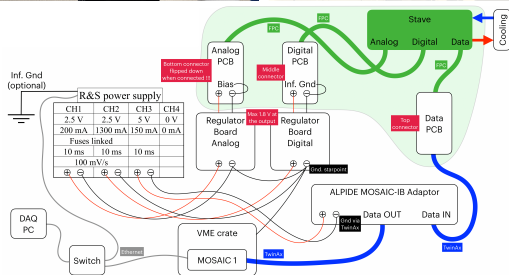 FPC
FPC
FPC
Stave
Analog
Digital
Data
Cooling
Analog
PCB
Bias
Digital
PCB
Inf. Gnd
Bottom connector
flipped down
when connected !!!
Middle
connector
Inf. Gnd
(optional)
R&S power supply
CH1 CH2 CH3 CH4
2.5 V 2.5 V 5 V 0 V
200 mA 1300 mA 150 mA 0 mA
Fuses linked
10 ms 10 ms 10 ms
100 mV/s
Regulator
Board
Analog
Max 1.8 V at
the output
Regulator
Board
Digital
Top
connector
Data
PCB
Gnd. starpoint
ALPIDE MOSAIC-IB Adaptor
Gnd via
TwinAx
Data OUT
Data IN
TwinAx
DAQ
PC
Ethernet
Switch
VME crate
MOSAIC 1
TwinAx